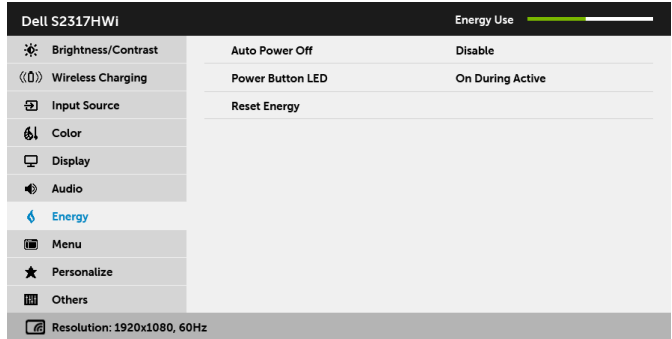 Dell S2317HWi
Energy Use
Brightness/Contrast
Auto Power Off
Disable
Wireless Charging
Power Button LED
On During Active
Input Source
Reset Energy
Color
Display
Audio
Energy
Menu
Personalize
Others
Resolution: 1920x1080, 60Hz